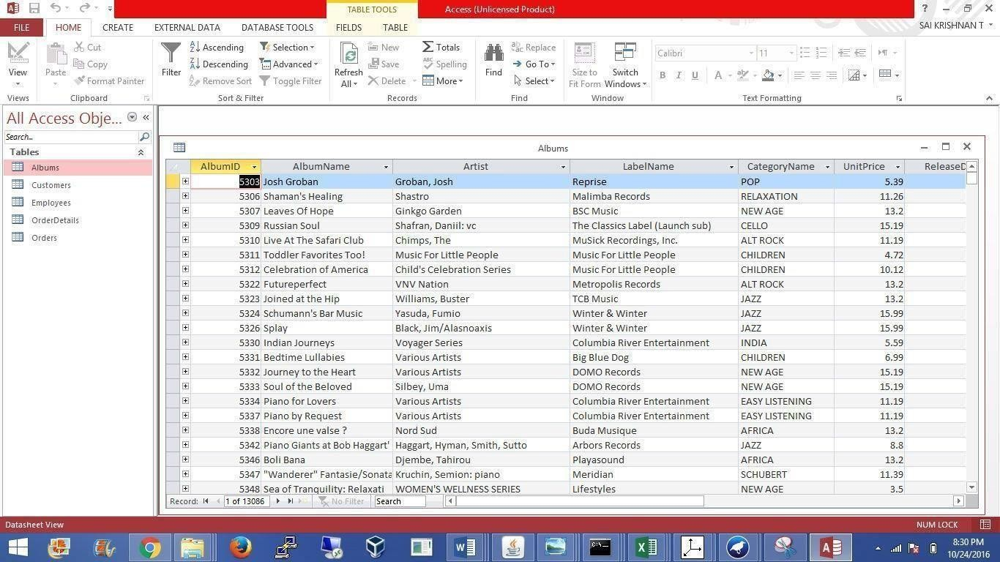 TABLE TOOLS Access (Unlicensed Product) ?
FILE HOME CREATE EXTERNAL DATA DATABASE TOOLS FIELDS TABLE SAI KRISHNAN T
View
Views
Paste
Cut
Copy
Format Painter
Clipboard
Filter
Ascending
Descending
Remove Sort
Selection
Advanced
Toggle Filter
Sort & Filter
Refresh
All
New
Save
Delete
Totals
Spelling
More
Records
Find
Replace
Go To
Select
Find
Size to
Fit Form
Switch
Windows
Window
Calibri 11
B I U A
Text Formatting
All Access Obje...
Search...
Tables
Albums
Customers
Employees
OrderDetails
Orders
Albums
AlbumID AlbumName Artist LabelName CategoryName UnitPrice ReleaseD
5303 Josh Groban Groban, Josh Reprise POP 5.39
5306 Shaman's Healing Shastro Malimba Records RELAXATION 11.26
5307 Leaves Of Hope Ginkgo Garden BSC Music NEW AGE 13.2
5309 Russian Soul Shafran, Daniil: vc The Classics Label (Launch sub) CELLO 15.19
5310 Live At The Safari Club Chimps, The MuSick Recordings, Inc. ALT ROCK 11.19
5311 Toddler Favorites Too! Music For Little People Music For Little People CHILDREN 4.72
5312 Celebration of America Child's Celebration Series Music For Little People CHILDREN 10.12
5322 Futureperfect VNV Nation Metropolis Records ALT ROCK 13.2
5323 Joined at the Hip Williams, Buster TCB Music JAZZ 13.2
5324 Schumann's Bar Music Yasuda, Fumio Winter & Winter JAZZ 15.99
5326 Splay Black, Jim/Alasnoaxis Winter & Winter JAZZ 15.99
5330 Indian Journeys Voyager Series Columbia River Entertainment INDIA 5.59
5331 Bedtime Lullabies Various Artists Big Blue Dog CHILDREN 6.99
5332 Journey to the Heart Various Artists DOMO Records NEW AGE 15.19
5333 Soul of the Beloved Silbey, Uma DOMO Records NEW AGE 15.19
5334 Piano for Lovers Various Artists Columbia River Entertainment EASY LISTENING 11.19
5337 Piano by Request Various Artists Columbia River Entertainment EASY LISTENING 11.19
5338 Encore une valse ? Nord Sud Buda Musique AFRICA 13.2
5342 Piano Giants at Bob Haggart' Haggart, Hyman, Smith, Sutto Arbors Records JAZZ 8.8
5346 Boli Bana Djembe, Tahirou Playasound AFRICA 13.2
5347 "Wanderer" Fantasie/Sonata Kruchin, Semion: piano Meridian SCHUBERT 11.39
5348 Sea of Tranquility: Relaxati WOMEN'S WELLNESS SERIES Lifestyles NEW AGE 3.5
Record: 1 of 13086 No Filter Search
Datasheet View NUM LOCK
8:30 PM
10/24/2016